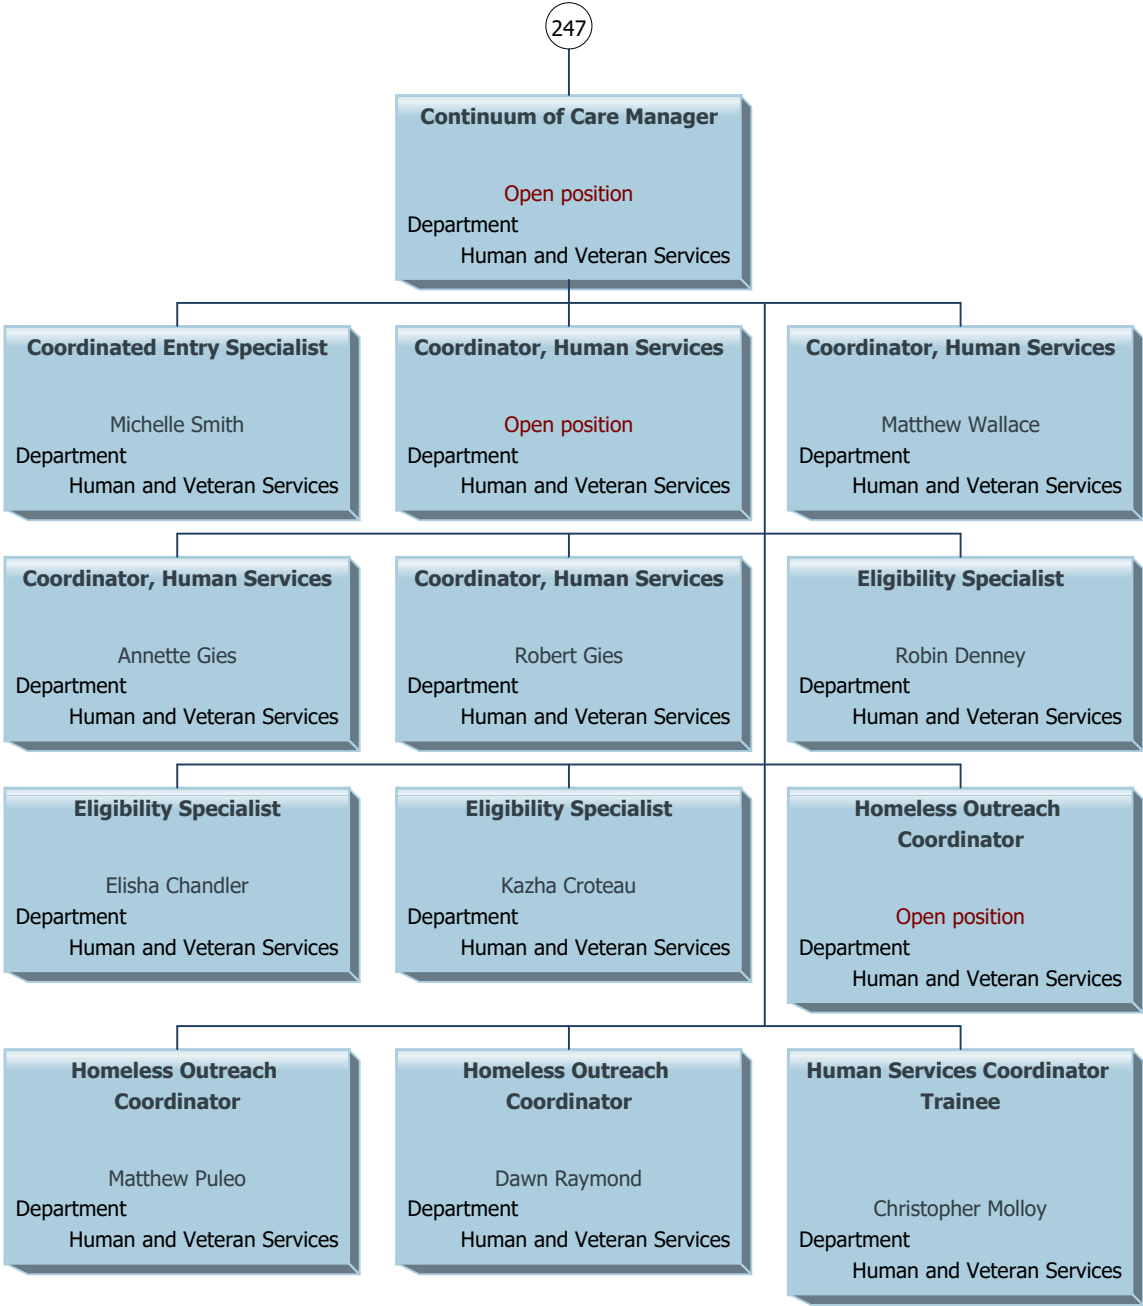 247
Continuum of Care Manager
Open position
Department
Human and Veteran Services
Coordinated Entry Specialist
Michelle Smith
Department
Human and Veteran Services
Coordinator, Human Services
Open position
Department
Human and Veteran Services
Coordinator, Human Services
Matthew Wallace
Department
Human and Veteran Services
Coordinator, Human Services
Annette Gies
Department
Human and Veteran Services
Coordinator, Human Services
Robert Gies
Department
Human and Veteran Services
Eligibility Specialist
Robin Denney
Department
Human and Veteran Services
Eligibility Specialist
Elisha Chandler
Department
Human and Veteran Services
Eligibility Specialist
Kazha Croteau
Department
Human and Veteran Services
Homeless Outreach
Coordinator
Open position
Department
Human and Veteran Services
Homeless Outreach
Coordinator
Matthew Puleo
Department
Human and Veteran Services
Homeless Outreach
Coordinator
Dawn Raymond
Department
Human and Veteran Services
Human Services Coordinator
Trainee
Christopher Molloy
Department
Human and Veteran Services